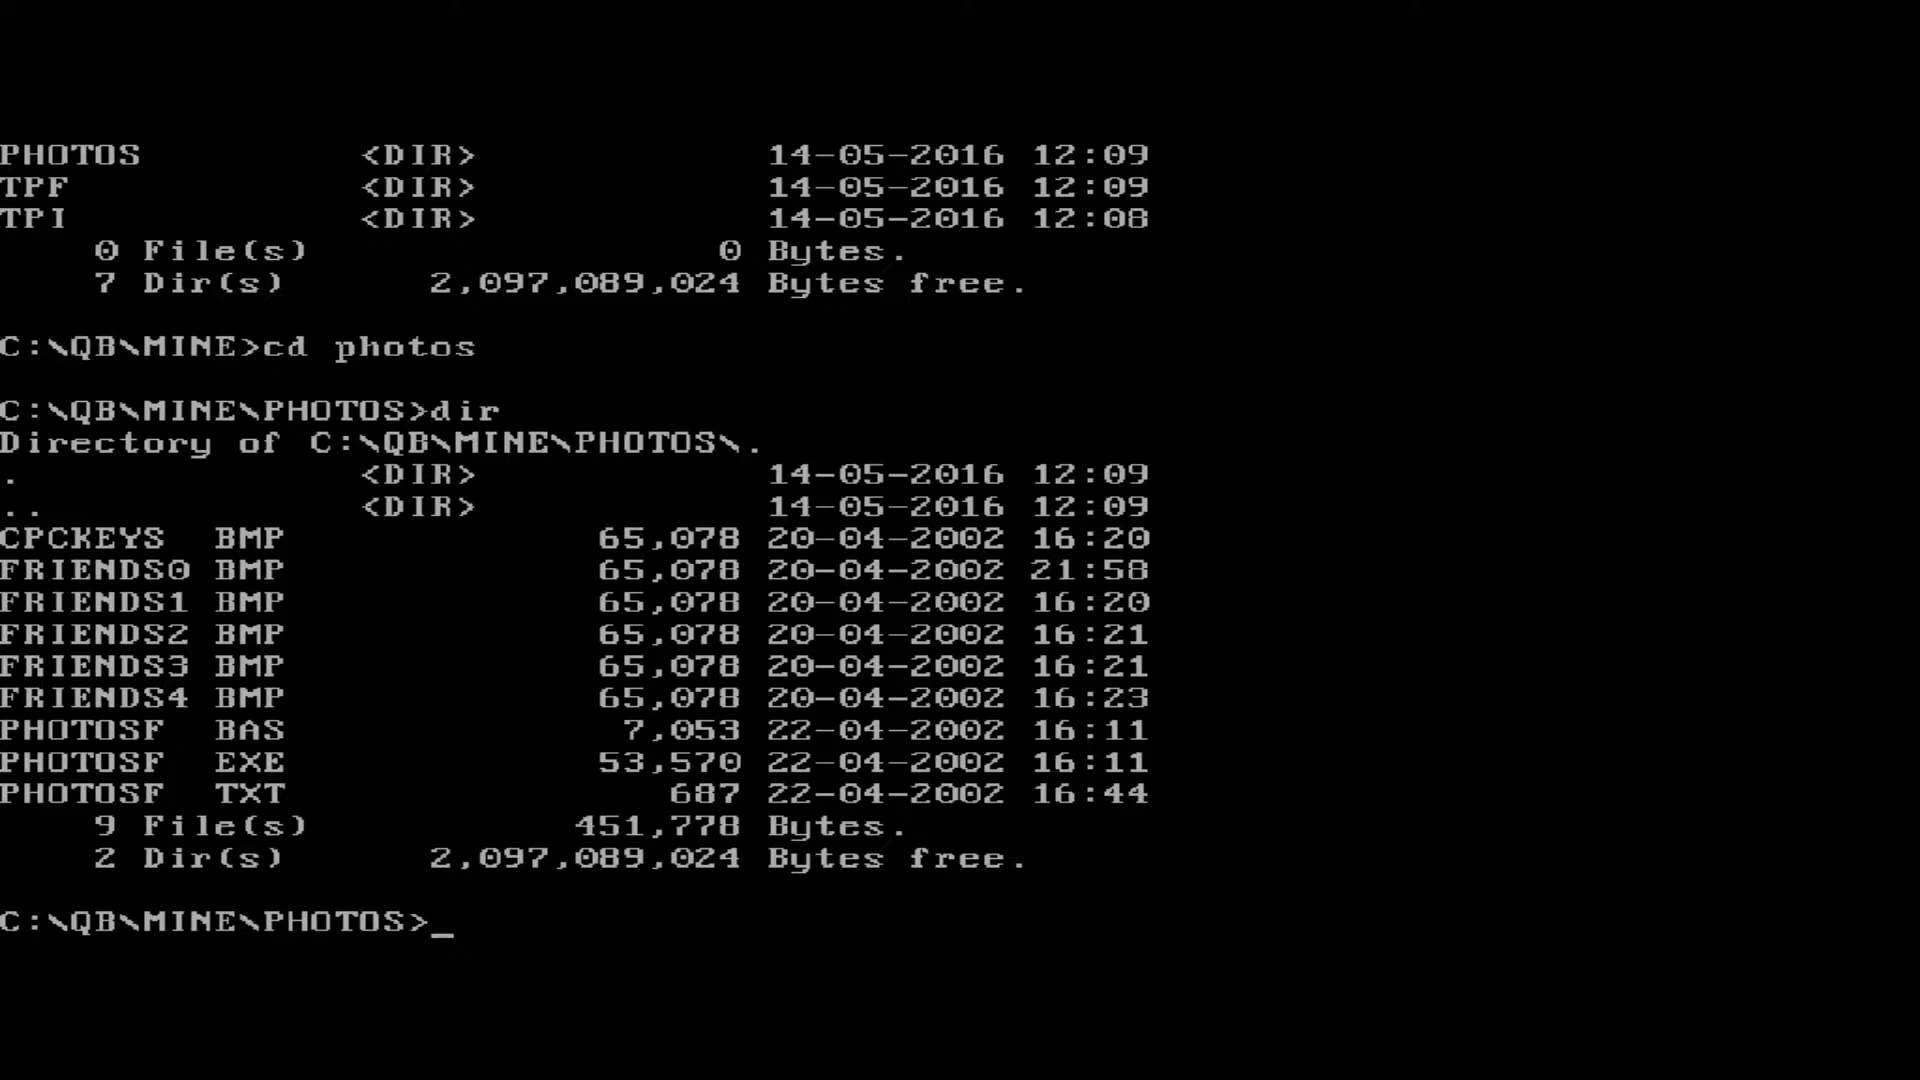 PHOTOS <DIR> 14-05-2016 12:09
TPF <DIR> 14-05-2016 12:09
TPI <DIR> 14-05-2016 12:08
0 File(s) 0 Bytes.
7 Dir(s) 2,097,089,024 Bytes free.
C:\QB\MINE>cd photos
C:\QB\MINE\PHOTOS>dir
Directory of C:\QB\MINE\PHOTOS\.
. <DIR> 14-05-2016 12:09
.. <DIR> 14-05-2016 12:09
CPCKEYS BMP 65,078 20-04-2002 16:20
FRIENDS0 BMP 65,078 20-04-2002 21:58
FRIENDS1 BMP 65,078 20-04-2002 16:20
FRIENDS2 BMP 65,078 20-04-2002 16:21
FRIENDS3 BMP 65,078 20-04-2002 16:21
FRIENDS4 BMP 65,078 20-04-2002 16:23
PHOTOSF BAS 7,053 22-04-2002 16:11
PHOTOSF EXE 53,570 22-04-2002 16:11
PHOTOSF TXT 687 22-04-2002 16:44
9 File(s) 451,778 Bytes.
2 Dir(s) 2,097,089,024 Bytes free.
C:\QB\MINE\PHOTOS>_